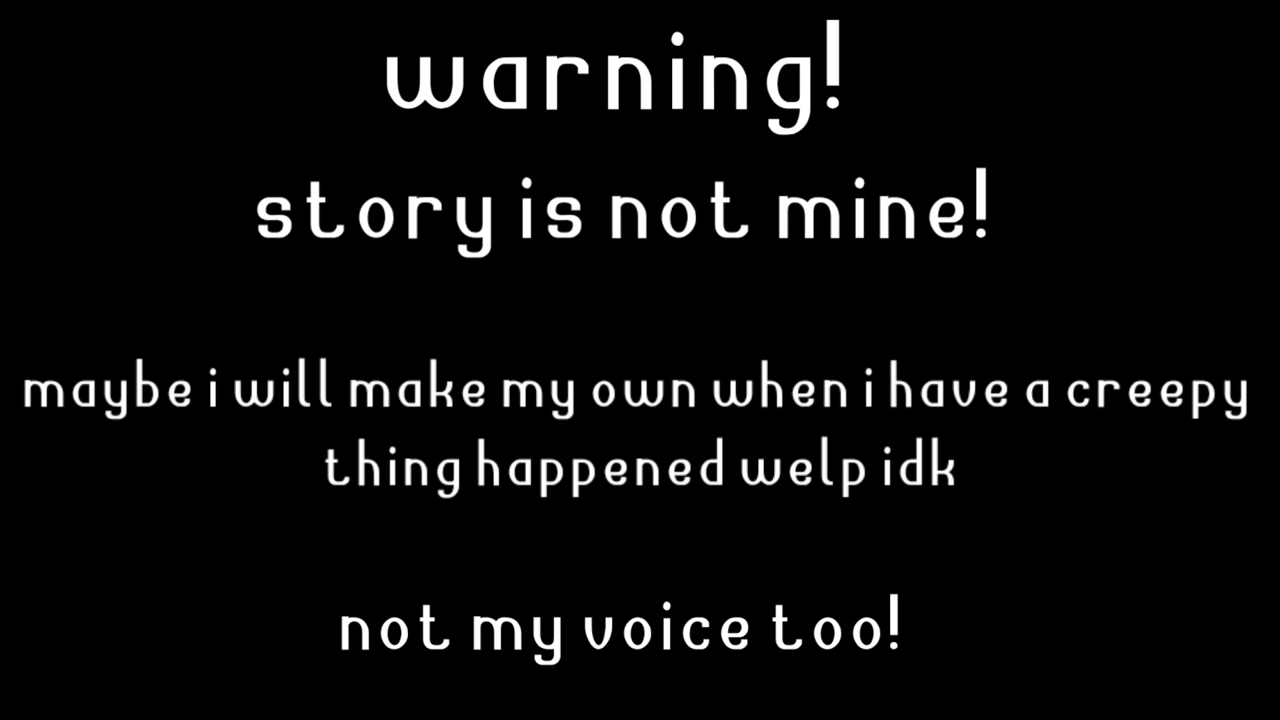 warning!
story is not mine!
maybe i will make my own when i have a creepy
thing happened welp idk
not my voice too!